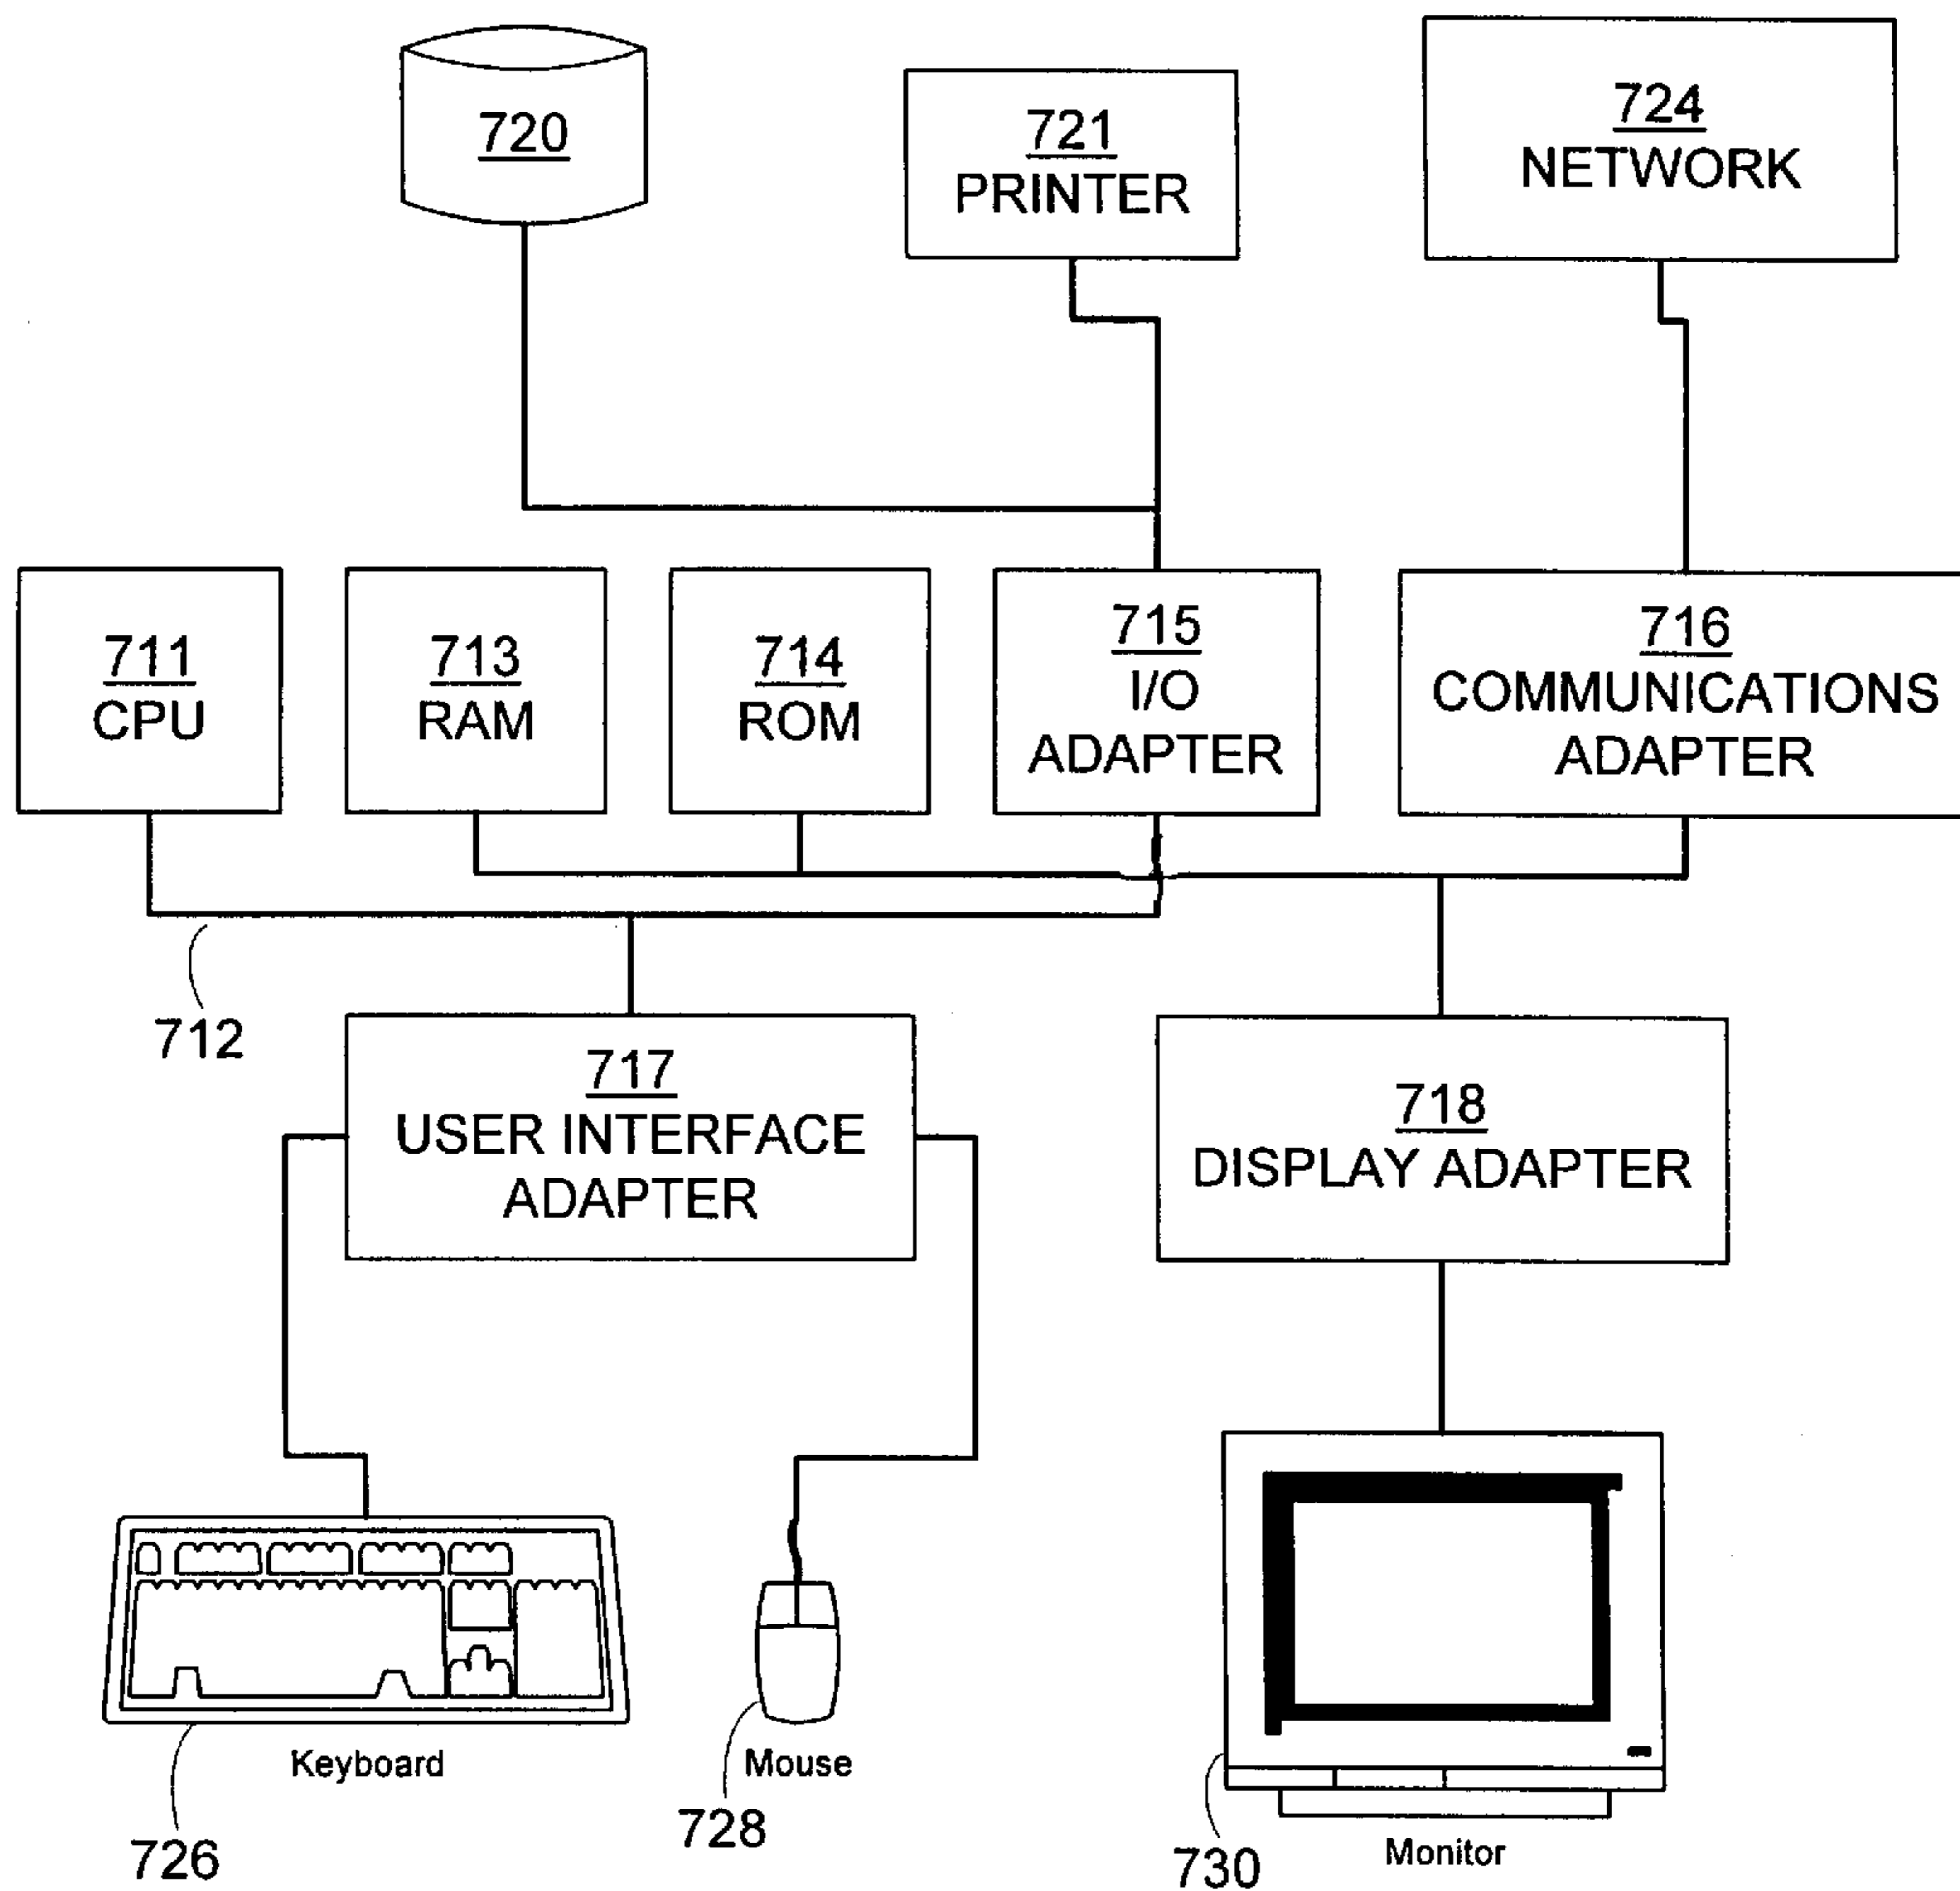 720
721
PRINTER
724
NETWORK
711
CPU
713
RAM
714
ROM
715
I/O
ADAPTER
716
COMMUNICATIONS
ADAPTER
712
717
USER INTERFACE
ADAPTER
718
DISPLAY ADAPTER
Keyboard
726
Mouse
728
Monitor
730